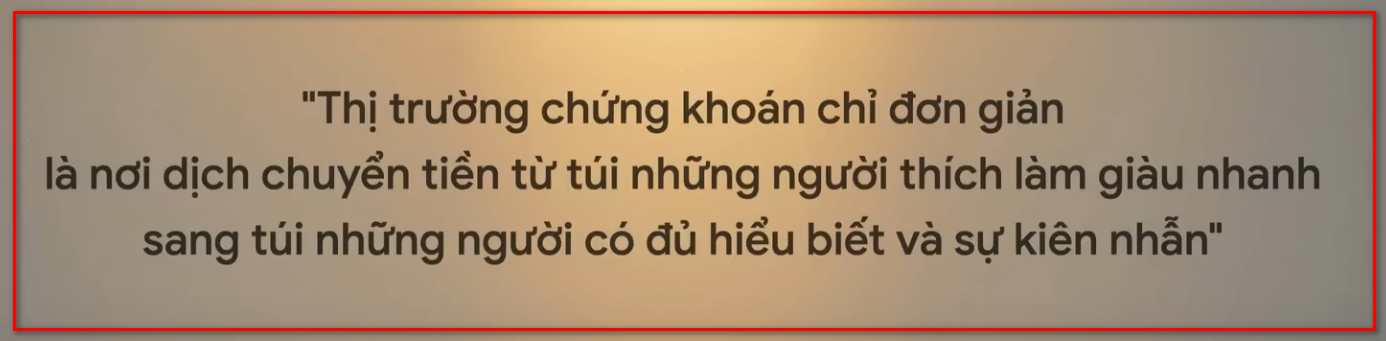 "Thị trường chứng khoán chỉ đơn giản
là nơi dịch chuyển tiền từ túi những người thích làm giàu nhanh
sang túi những người có đủ hiểu biết và sự kiên nhẫn"